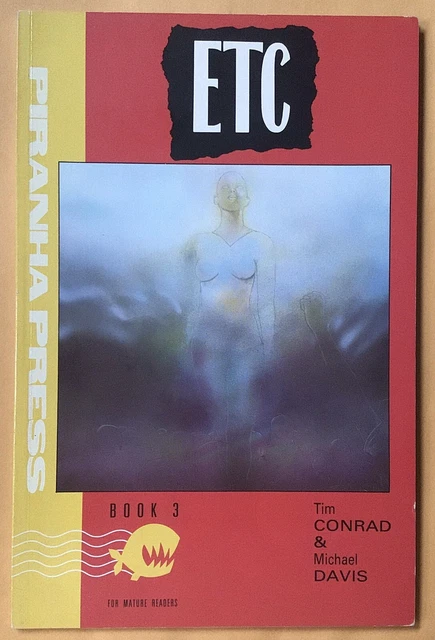 ETC
PIRANHA PRESS
BOOK 3
FOR MATURE READERS
Tim
CONRAD
&
Michael
DAVIS